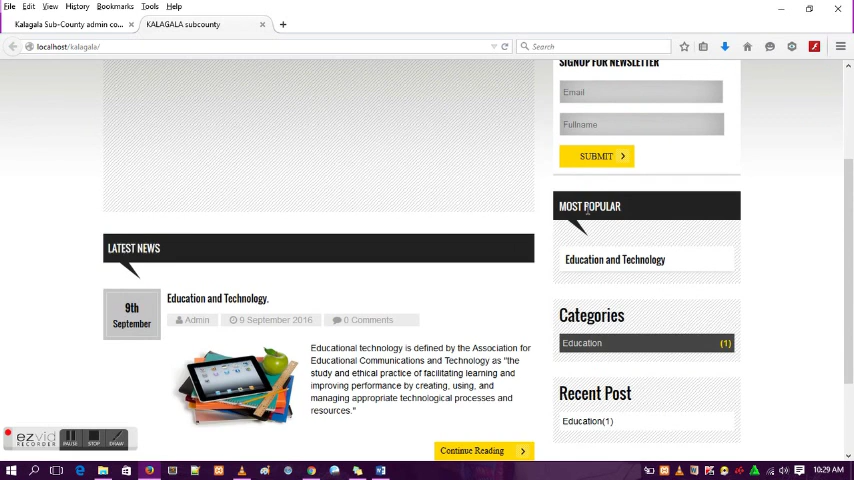 File Edit View History Bookmarks Tools Help
Kalagala Sub-County admin co...
KALAGALA subcounty
localhost/kalagala/
Search
SIGNUP FOR NEWSLETTER
Email
Fullname
SUBMIT
MOST POPULAR
Education and Technology
Categories
Education (1)
Recent Post
Education(1)
LATEST NEWS
9th
September
Education and Technology.
Admin 9 September 2016 0 Comments
Educational technology is defined by the Association for
Educational Communications and Technology as "the
study and ethical practice of facilitating learning and
improving performance by creating, using, and
managing appropriate technological processes and
resources."
Continue Reading
ezvid
RECORDER
PAUSE STOP DRAW
10:29 AM